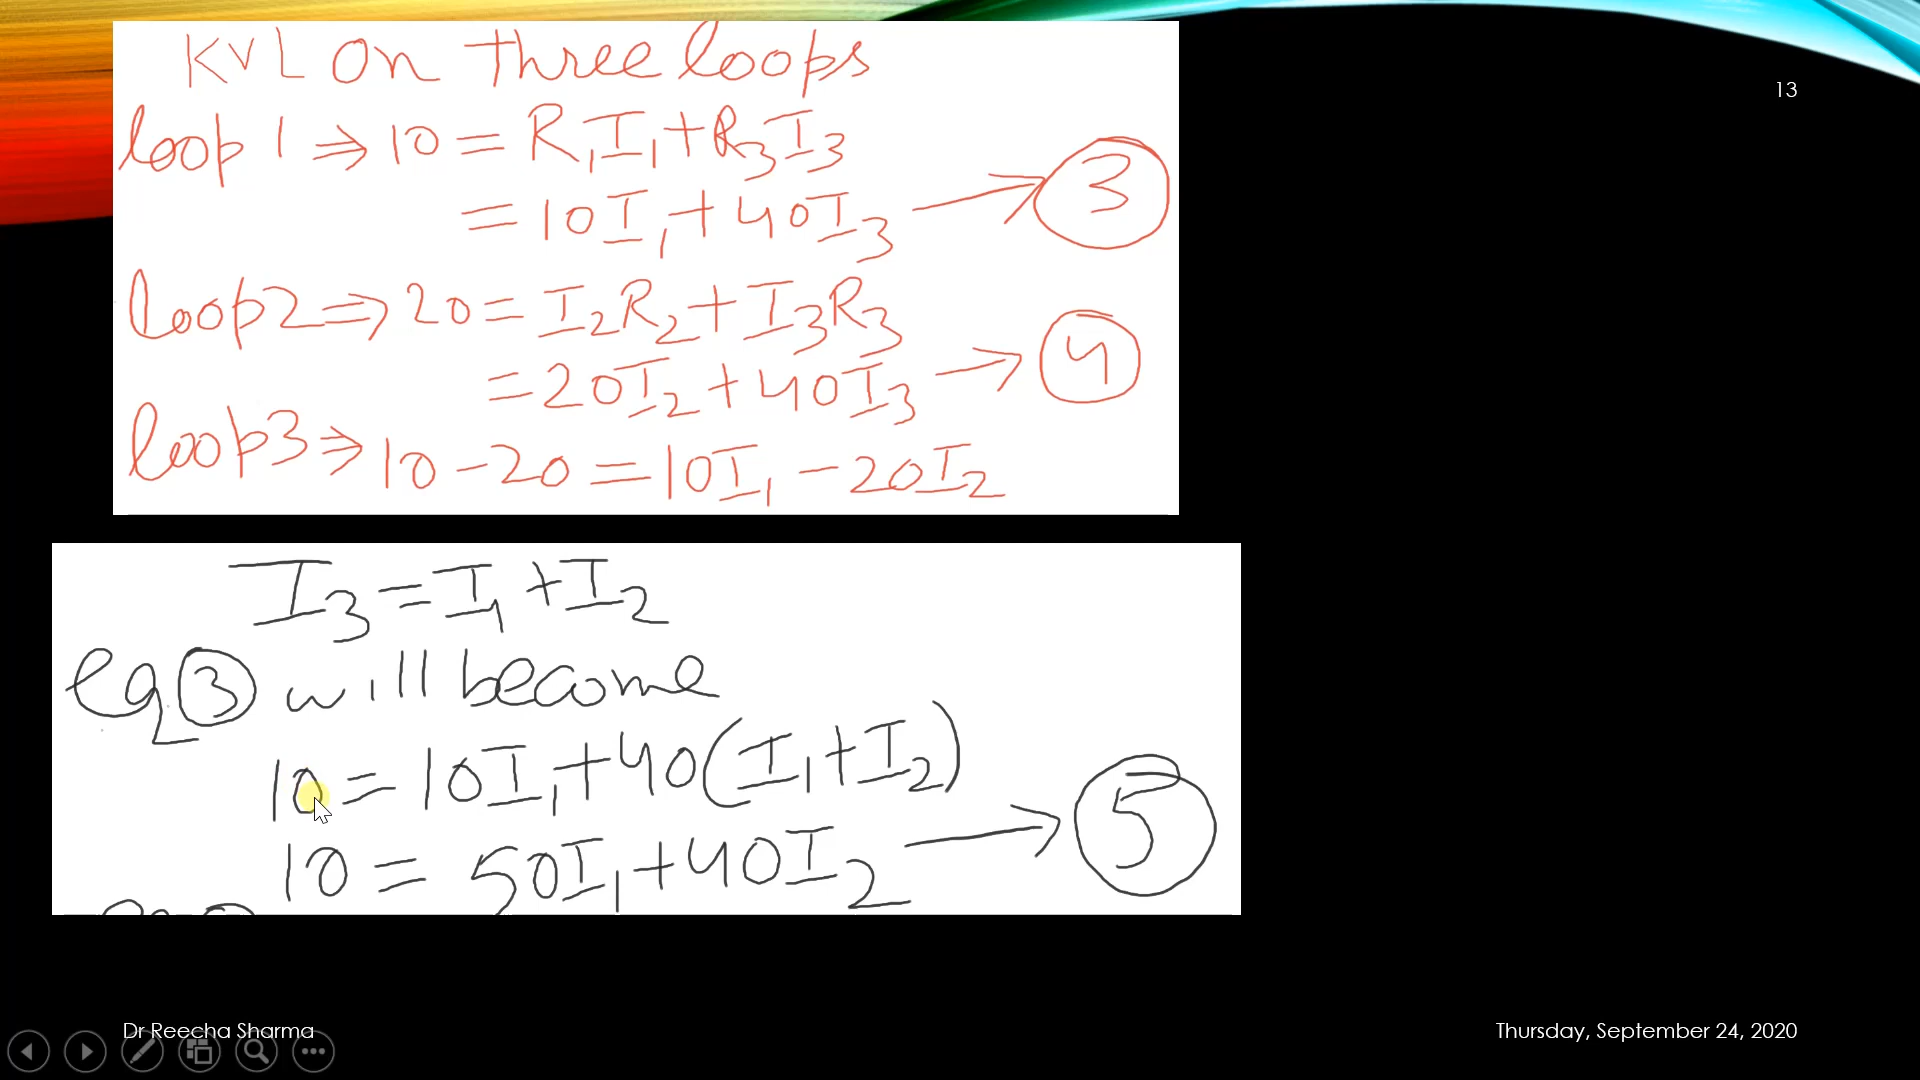 13
KVL On three loops
loop 1 ⇒ 10 = R₁I₁ + R₃I₃
= 10I₁ + 40I₃ → ③
loop2 ⇒ 20 = I₂R₂ + I₃R₃
= 20I₂ + 40I₃ → ④
loop3 ⇒ 10 - 20 = 10I₁ - 20I₂
I₃ = I₁ + I₂
eq ③ will become
10 = 10I₁ + 40(I₁ + I₂)
10 = 50I₁ + 40I₂ → ⑤
Dr Reecha Sharma
Thursday, September 24, 2020